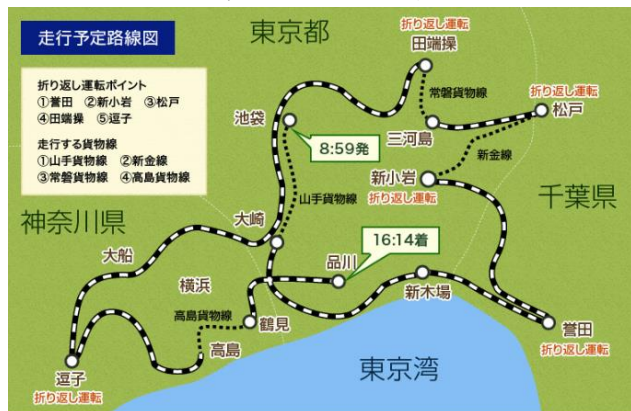 走行予定路線図
折り返し運転ポイント
①誉田 ②新小岩 ③松戸
④田端操 ⑤逗子
走行する貨物線
①山手貨物線 ②新金線
③常磐貨物線 ④高島貨物線
東京都
折り返し運転
田端操
常磐貨物線
折り返し運転
松戸
池袋
8:59発
三河島
新金線
新小岩
折り返し運転
千葉県
山手貨物線
神奈川県
大崎
大船
16:14着
品川
横浜
新木場
高島貨物線
鶴見
誉田
折り返し運転
高島
東京湾
逗子
折り返し運転